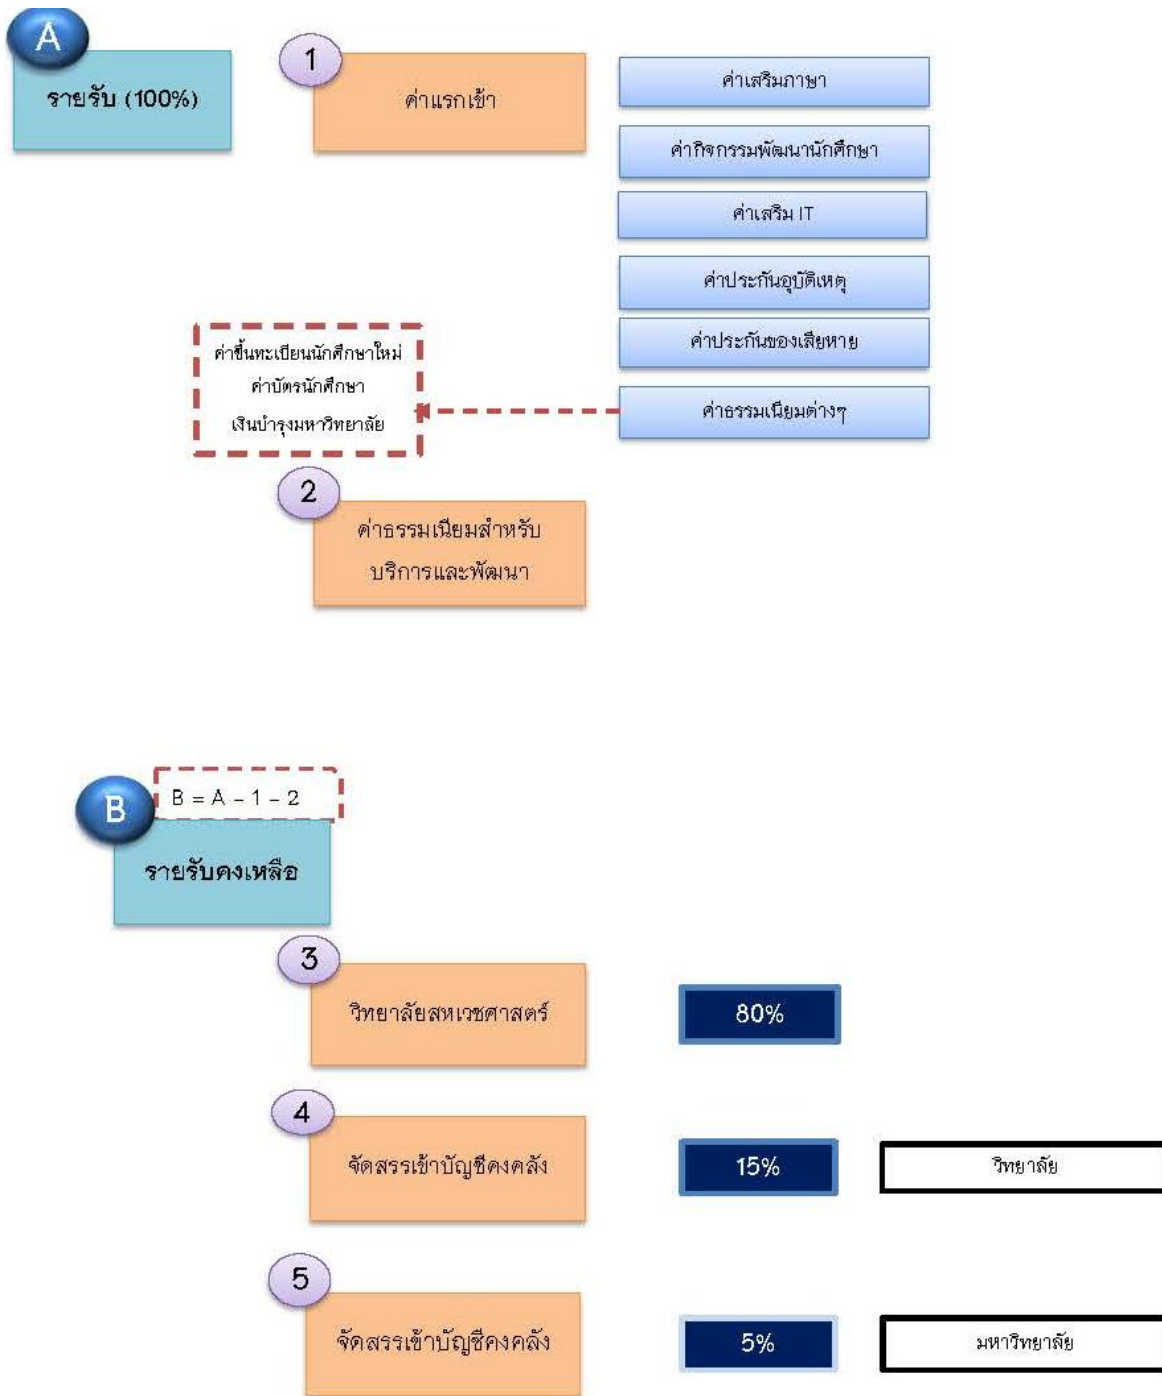 A
รายรับ (100%)
1
ค่าแรกเข้า
ค่าเสริมภาษา
ค่ากิจกรรมพัฒนานักศึกษา
ค่าเสริม IT
ค่าประกันอุบัติเหตุ
ค่าประกันของเสียหาย
ค่าธรรมเนียมต่างๆ
ค่าขึ้นทะเบียนนักศึกษาใหม่
ค่าบัตรนักศึกษา
เงินบำรุงมหาวิทยาลัย
2
ค่าธรรมเนียมสำหรับ
บริการและพัฒนา
B = A – 1 – 2
B
รายรับคงเหลือ
3
วิทยาลัยสหเวชศาสตร์
80%
4
จัดสรรเข้าบัญชีคงคลัง
15%
วิทยาลัย
5
จัดสรรเข้าบัญชีคงคลัง
5%
มหาวิทยาลัย